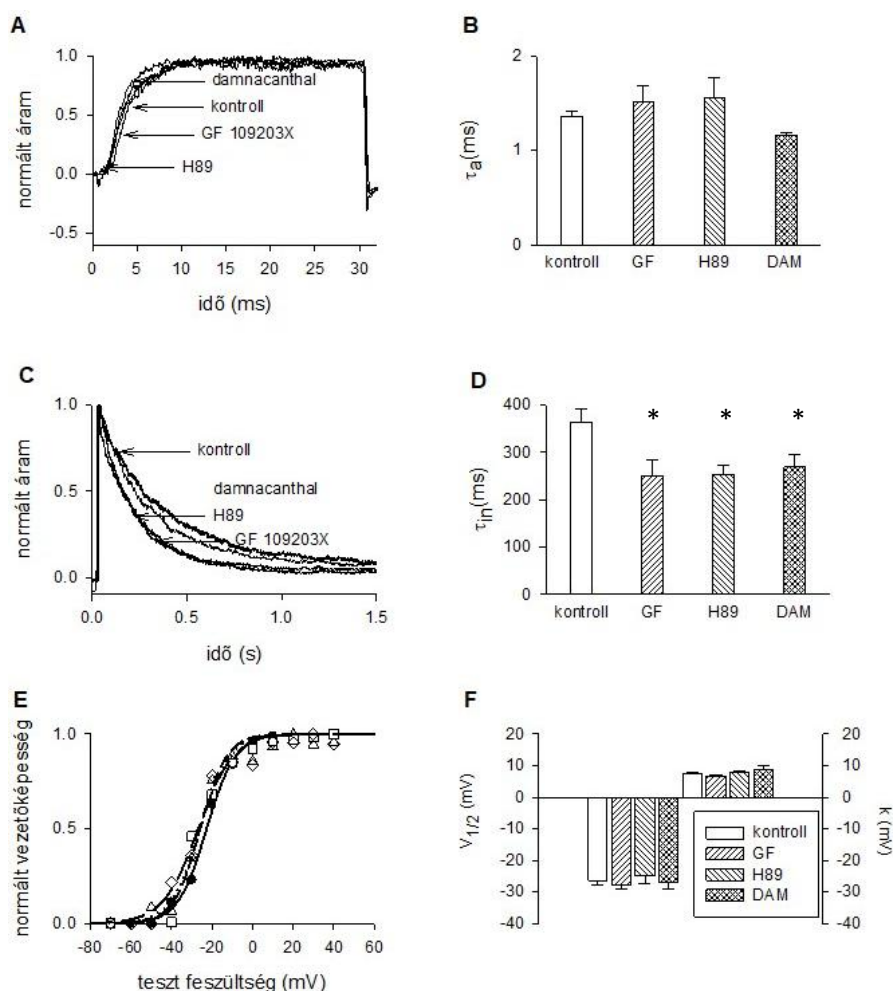 A
normált áram
1.0
0.5
0.0
-0.5
damnacanthal
kontroll
GF 109203X
H89
0 5 10 15 20 25 30
idő (ms)
B
τa(ms)
2
1
0
kontroll GF H89 DAM
C
normált áram
1.0
0.5
0.0
kontroll
damnacanthal
H89
GF 109203X
0.0 0.5 1.0 1.5
idő (s)
D
τin(ms)
400
300
200
100
0
* * *
kontroll GF H89 DAM
E
normált vezetőképesség
1.0
0.5
0.0
-80 -60 -40 -20 0 20 40 60
teszt feszültség (mV)
F
V1/2 (mV)
20
10
0
-10
-20
-30
-40
kontroll
GF
H89
DAM
20
10
0
-10
-20
-30
-40
k (mV)